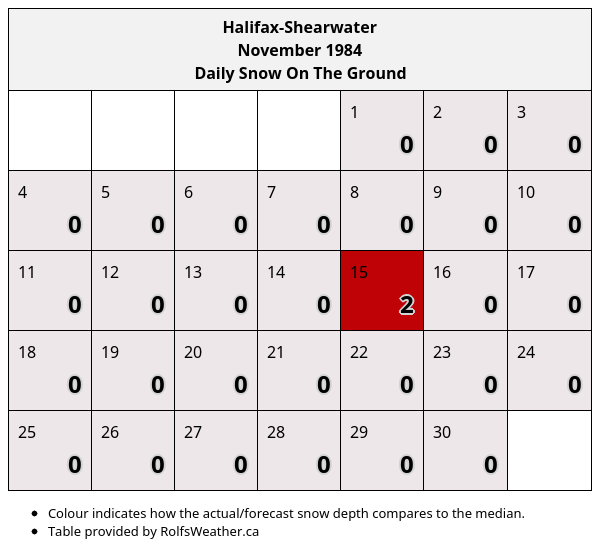 Halifax-Shearwater
November 1984
Daily Snow On The Ground
1 2 3
0 0 0
4 5 6 7 8 9 10
0 0 0 0 0 0 0
11 12 13 14 15 16 17
0 0 0 0 2 0 0
18 19 20 21 22 23 24
0 0 0 0 0 0 0
25 26 27 28 29 30
0 0 0 0 0 0
• Colour indicates how the actual/forecast snow depth compares to the median.
• Table provided by RolfsWeather.ca